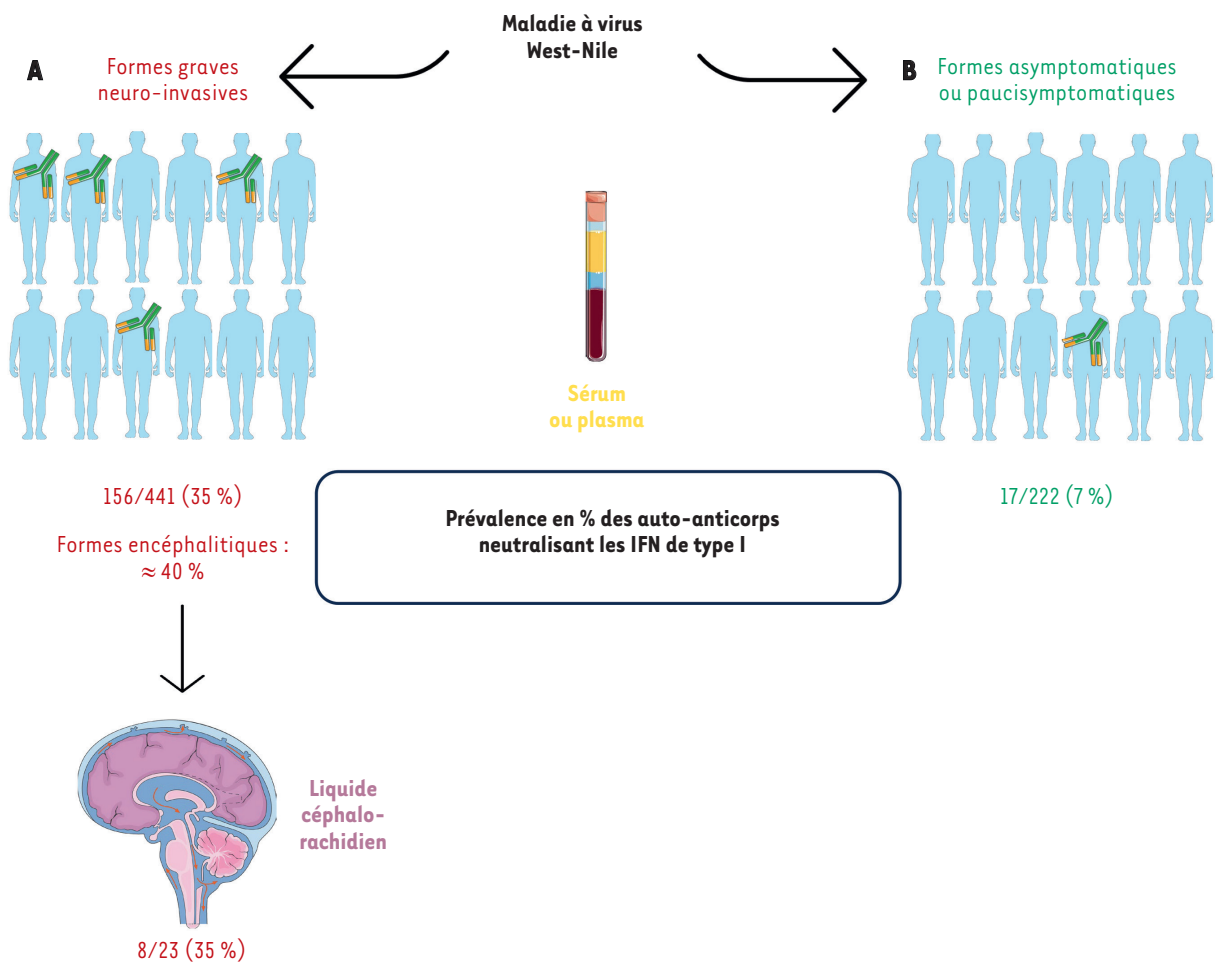 Maladie à virus
West-Nile
A
Formes graves
neuro-invasives
B
Formes asymptomatiques
ou paucisymptomatiques
Sérum
ou plasma
156/441 (35 %)
Formes encéphalitiques :
≈ 40 %
Prévalence en % des auto-anticorps
neutralisant les IFN de type I
17/222 (7 %)
Liquide
céphalo-
rachidien
8/23 (35 %)